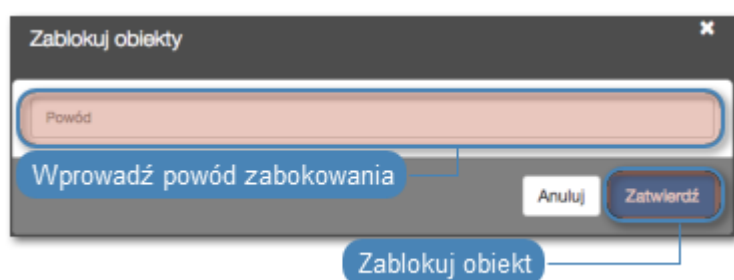 Zablokuj obiekty
Powód
Wprowadź powód zabokowania
Anuluj
Zatwierdź
Zablokuj obiekt